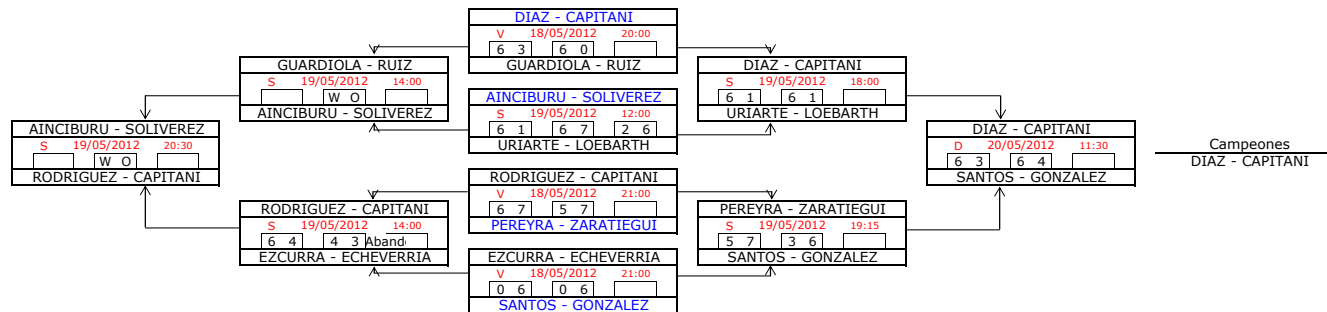 DIAZ - CAPITANI
V 18/05/2012 20:00
6 3 6 0
GUARDIOLA - RUIZ
GUARDIOLA - RUIZ
S 19/05/2012 14:00
W O
AINCIBURU - SOLIVEREZ
DIAZ - CAPITANI
S 19/05/2012 18:00
6 1 6 1
URIARTE - LOEBARTH
AINCIBURU - SOLIVEREZ
S 19/05/2012 12:00
6 1 6 7 2 6
URIARTE - LOEBARTH
AINCIBURU - SOLIVEREZ
S 19/05/2012 20:30
W O
RODRIGUEZ - CAPITANI
DIAZ - CAPITANI
D 20/05/2012 11:30
6 3 6 4
SANTOS - GONZALEZ
Campeones
DIAZ - CAPITANI
RODRIGUEZ - CAPITANI
V 18/05/2012 21:00
6 7 5 7
PEREYRA - ZARATIEGUI
RODRIGUEZ - CAPITANI
S 19/05/2012 14:00
6 4 4 3 Aband
EZCURRA - ECHEVERRIA
PEREYRA - ZARATIEGUI
S 19/05/2012 19:15
5 7 3 6
SANTOS - GONZALEZ
EZCURRA - ECHEVERRIA
V 18/05/2012 21:00
0 6 0 6
SANTOS - GONZALEZ